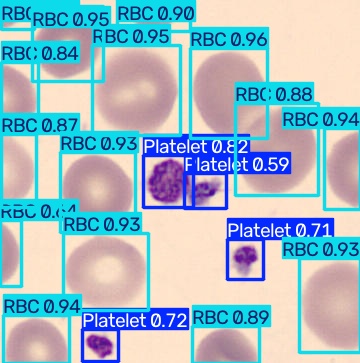 RBC 0.95
RBC 0.90
RBC 0.84
RBC 0.95
RBC 0.96
RBC 0.88
RBC 0.87
RBC 0.94
RBC 0.93
Platelet 0.82
Platelet 0.59
RBC
RBC 0.93
Platelet 0.71
RBC 0.93
RBC 0.94
Platelet 0.72
RBC 0.89